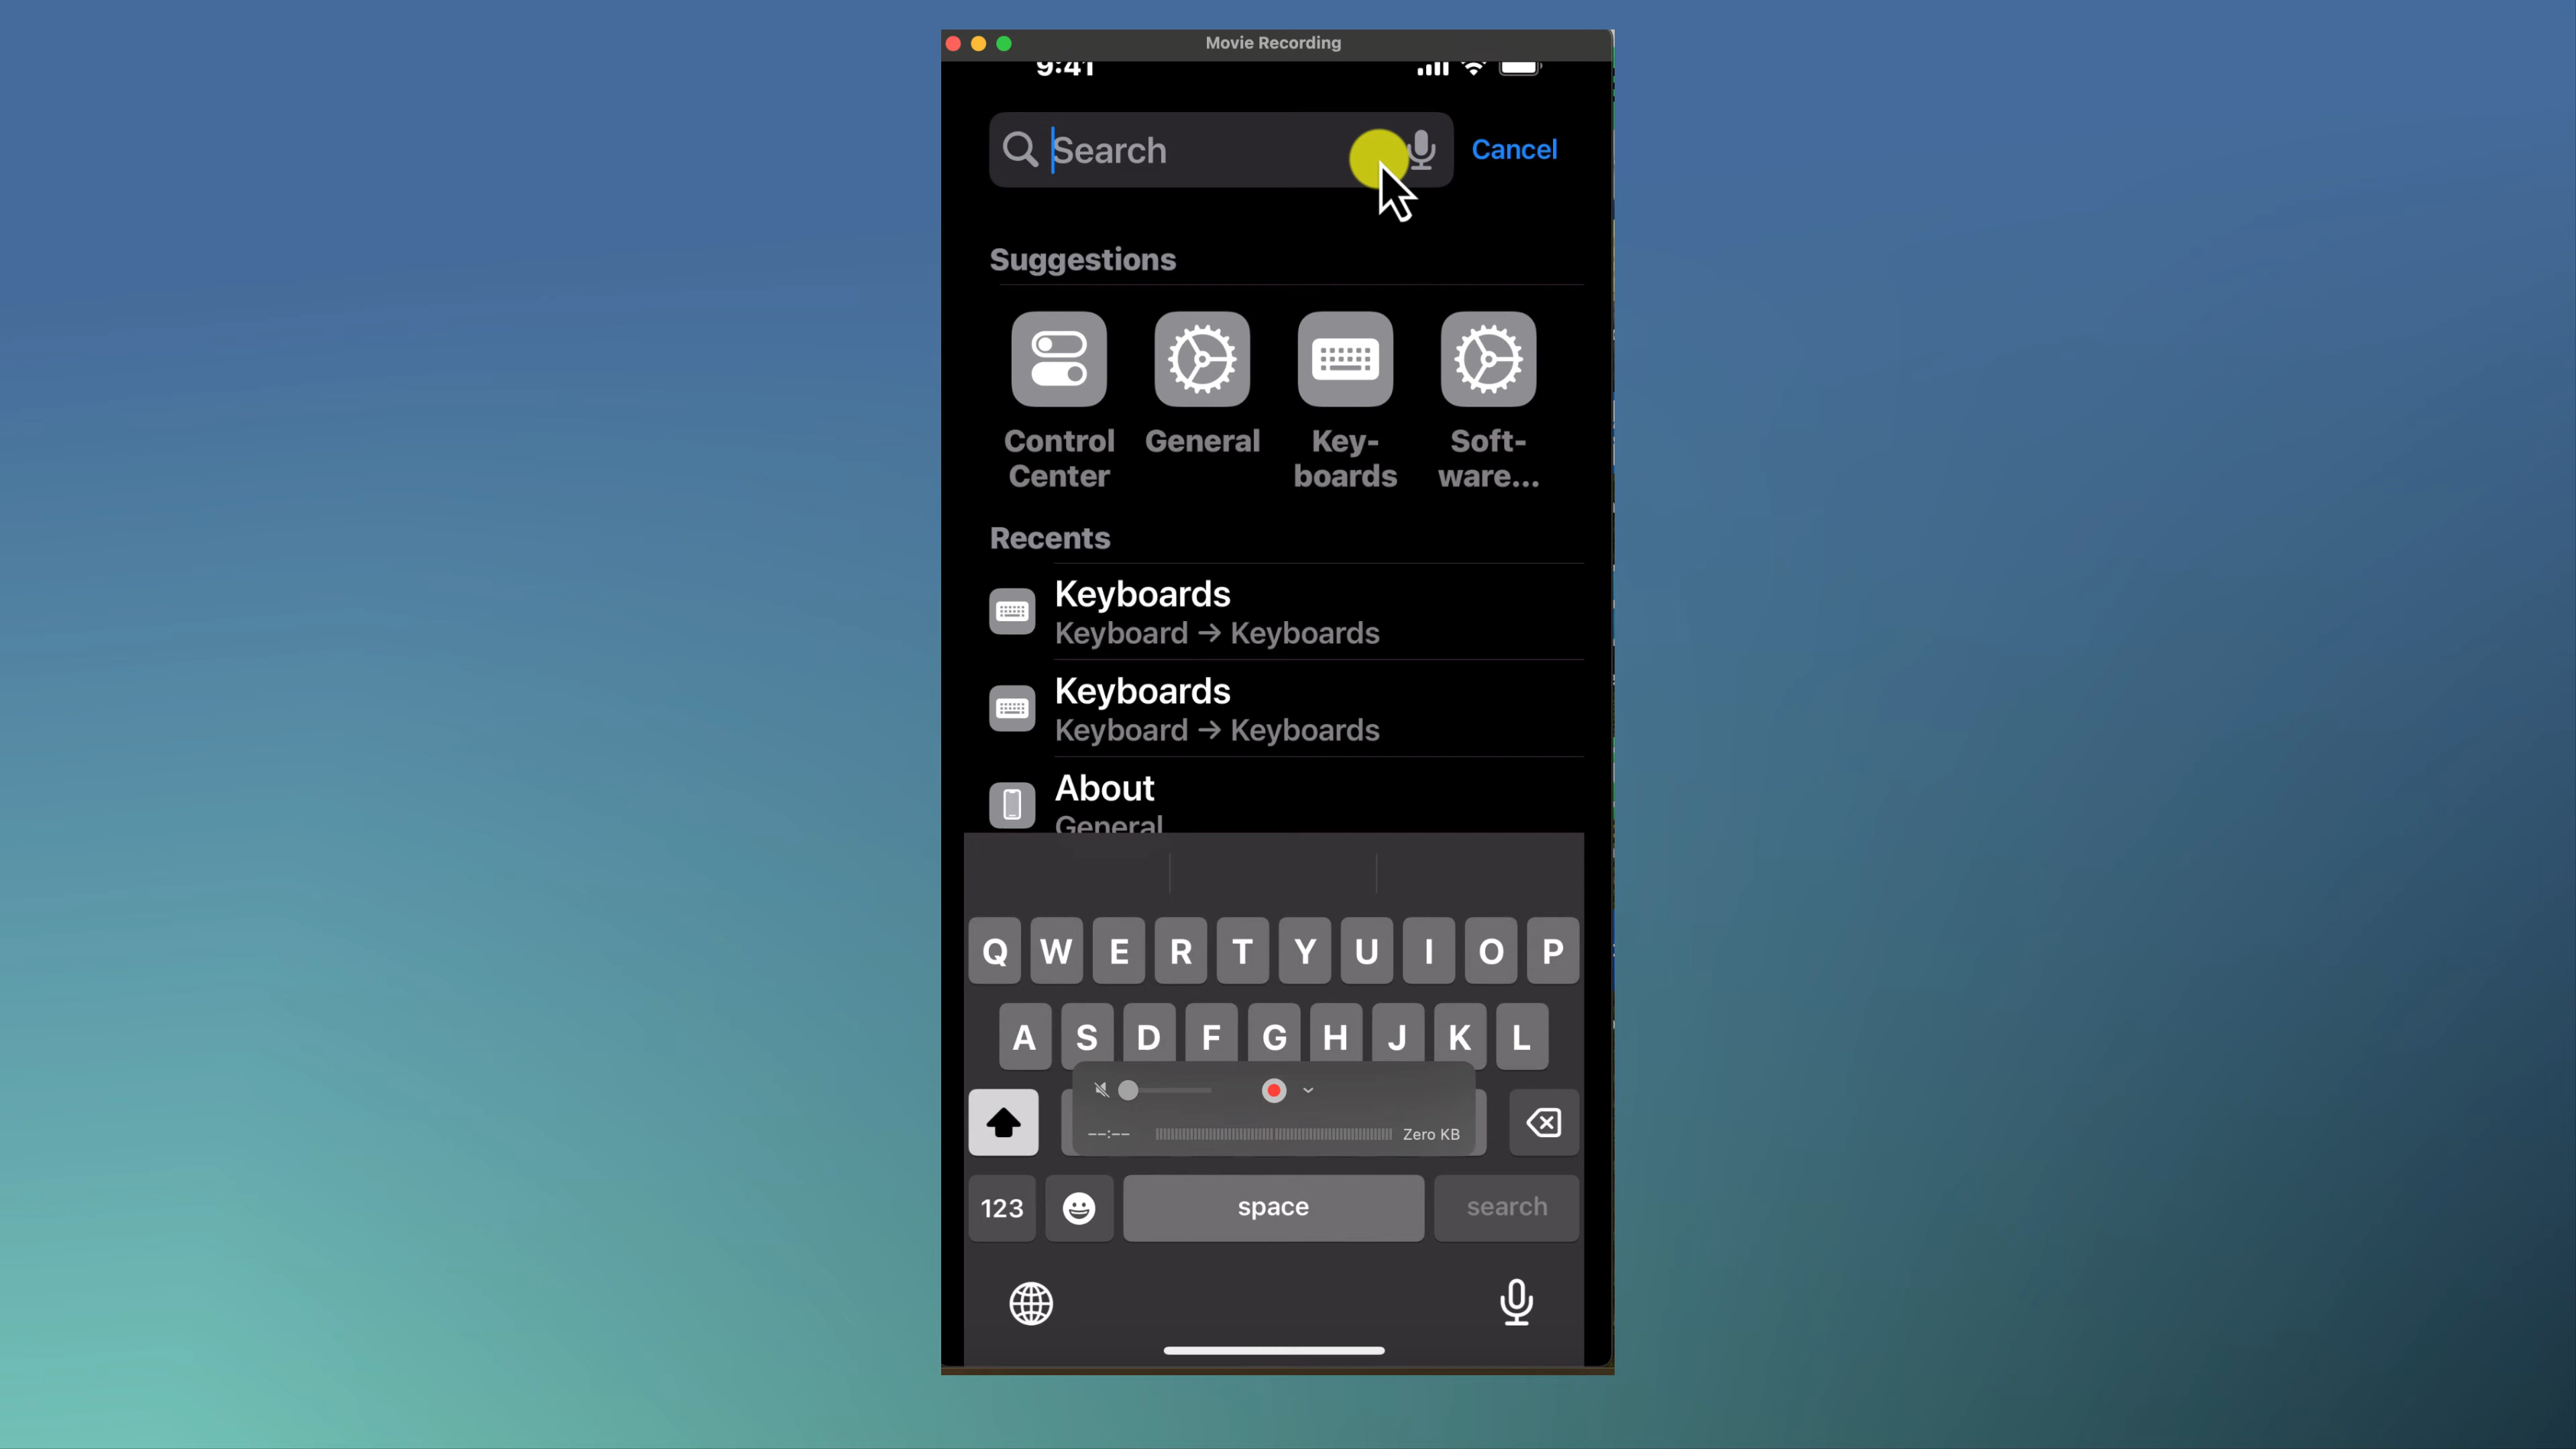 Movie Recording
9:41
Search
Cancel
Suggestions
Control
Center
General
Key-
boards
Soft-
ware...
Recents
Keyboards
Keyboard → Keyboards
Keyboards
Keyboard → Keyboards
About
General
Q W E R T Y U I O P
A S D F G H J K L
--:--
Zero KB
123
space
search